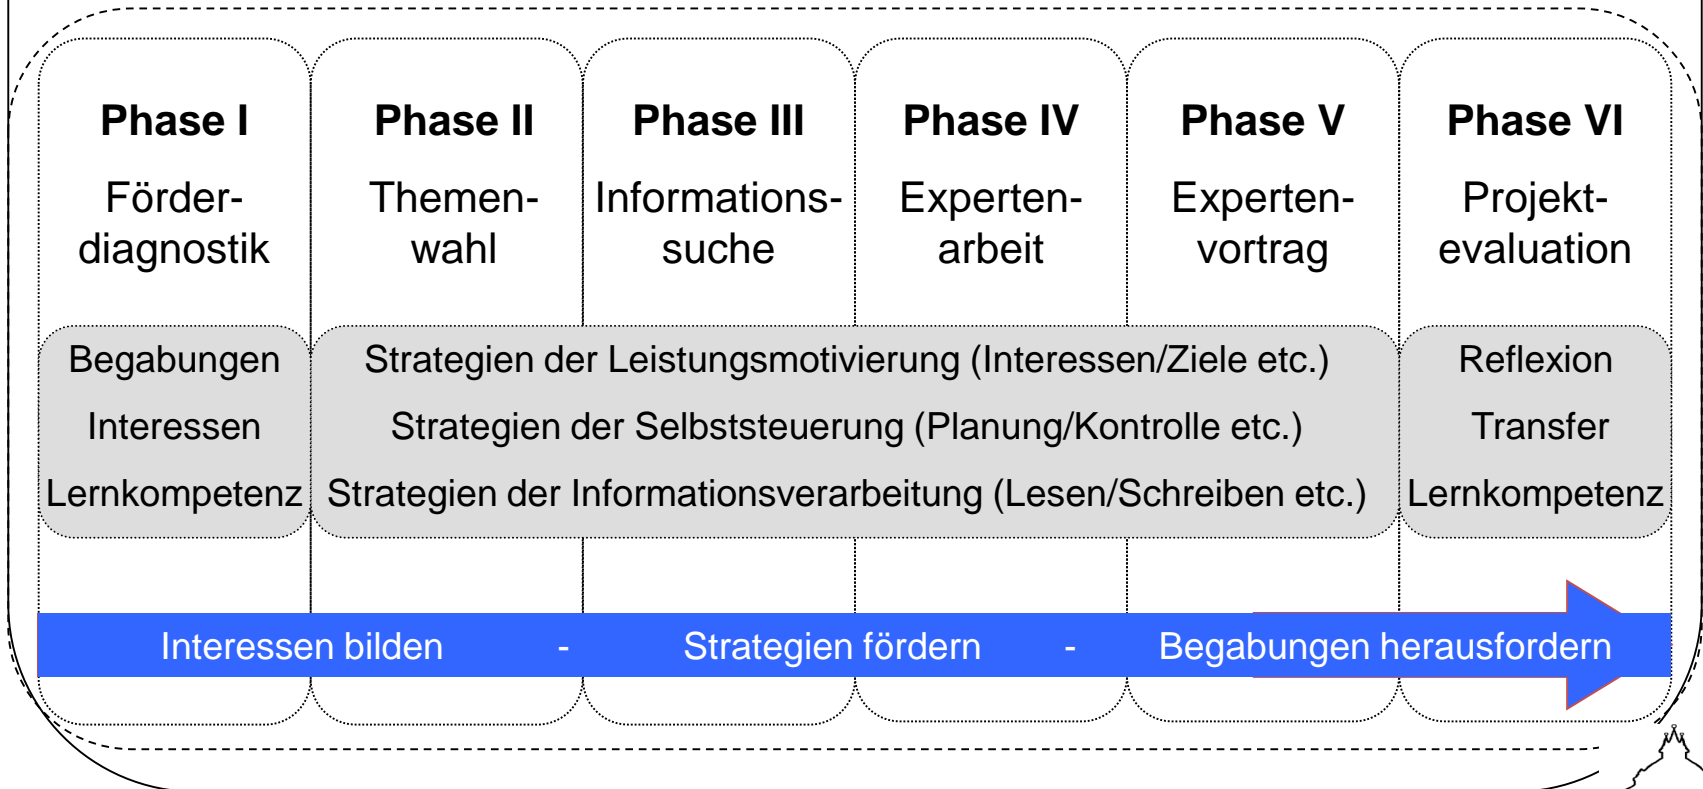 Phase I
Phase II
Phase III
Phase IV
Phase V
Phase VI
Förder-
diagnostik
Themen-
wahl
Informations-
suche
Experten-
arbeit
Experten-
vortrag
Projekt-
evaluation
Begabungen
Interessen
Lernkompetenz
Strategien der Leistungsmotivierung (Interessen/Ziele etc.)
Strategien der Selbststeuerung (Planung/Kontrolle etc.)
Strategien der Informationsverarbeitung (Lesen/Schreiben etc.)
Reflexion
Transfer
Lernkompetenz
Interessen bilden - Strategien fördern - Begabungen herausfordern